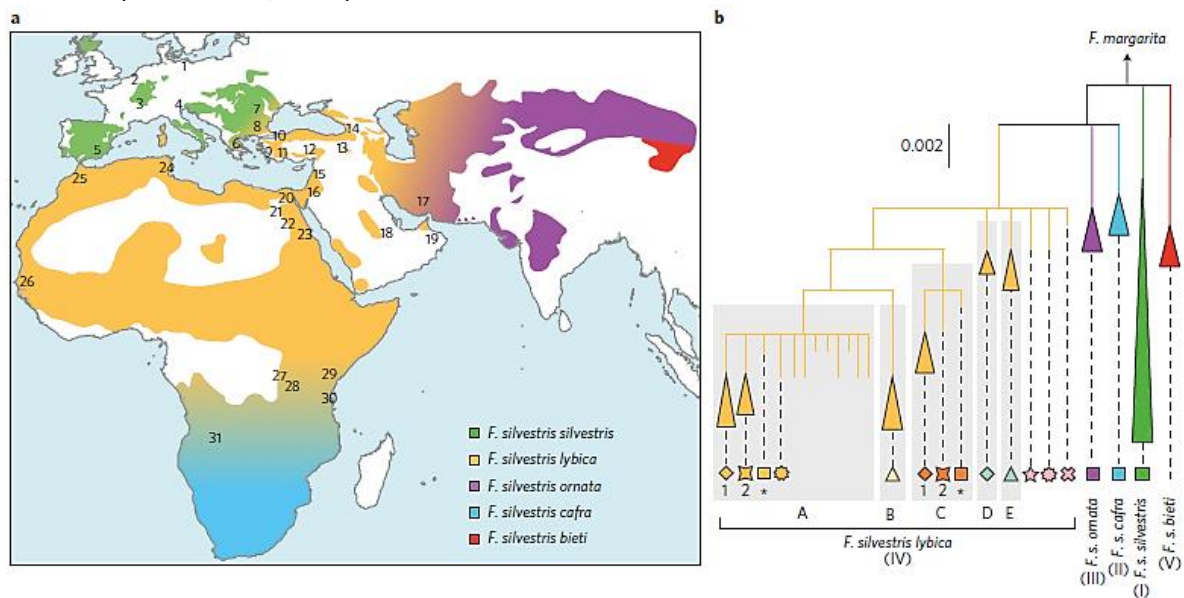 a
1
2
3
4
7
5
8
6
9
10
11
12
13
14
24
25
15
16
17
20
21
22
23
18
19
26
27
28
29
30
31
F. silvestris silvestris
F. silvestris lybica
F. silvestris ornata
F. silvestris cafra
F. silvestris bieti
b
F. margarita
0.002
1 2 * 1 2 *
A B C D E
F. silvestris lybica
(IV)
(III) F. s. ornata
(II) F. s. cafra
(I) F. s. silvestris
(V) F. s. bieti